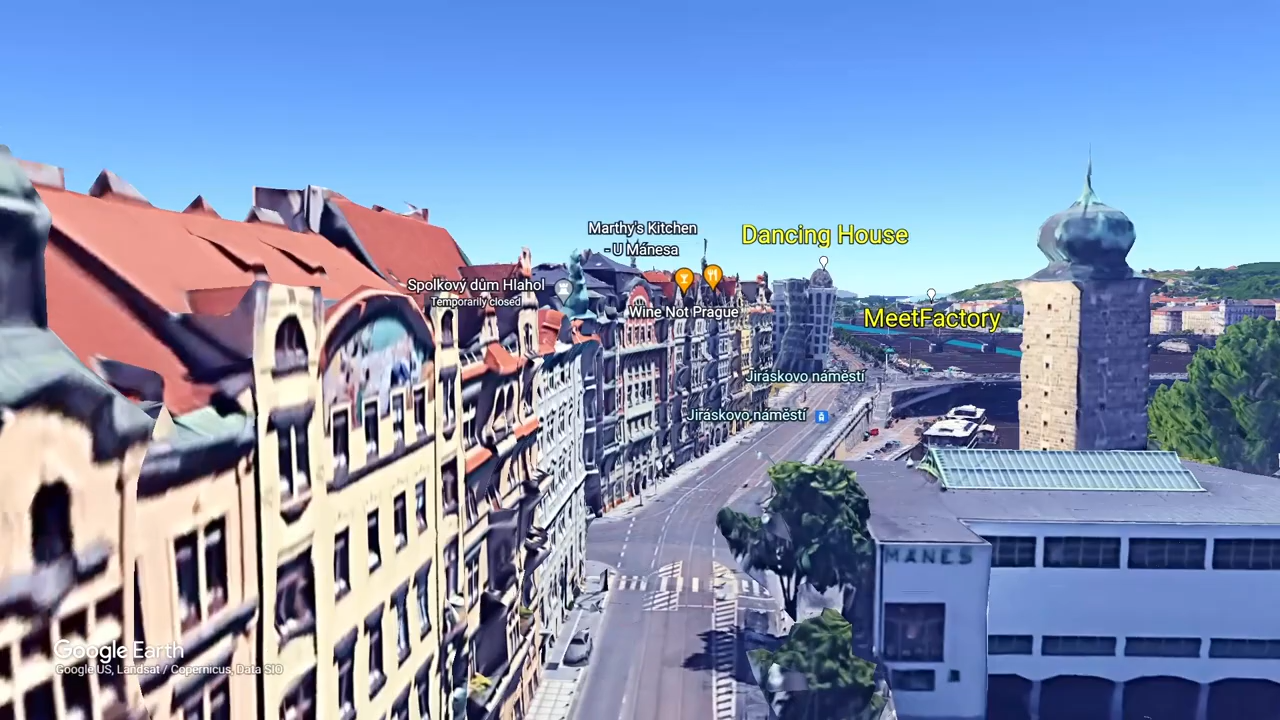 Marthy's Kitchen
- U Mánesa
Dancing House
Spolkový dům Hlahol
Temporarily closed
Wine Not Prague
MeetFactory
Jiráskovo náměstí
Jiráskovo náměstí
MANES
Google Earth
Google US, Landsat / Copernicus, Data SIO